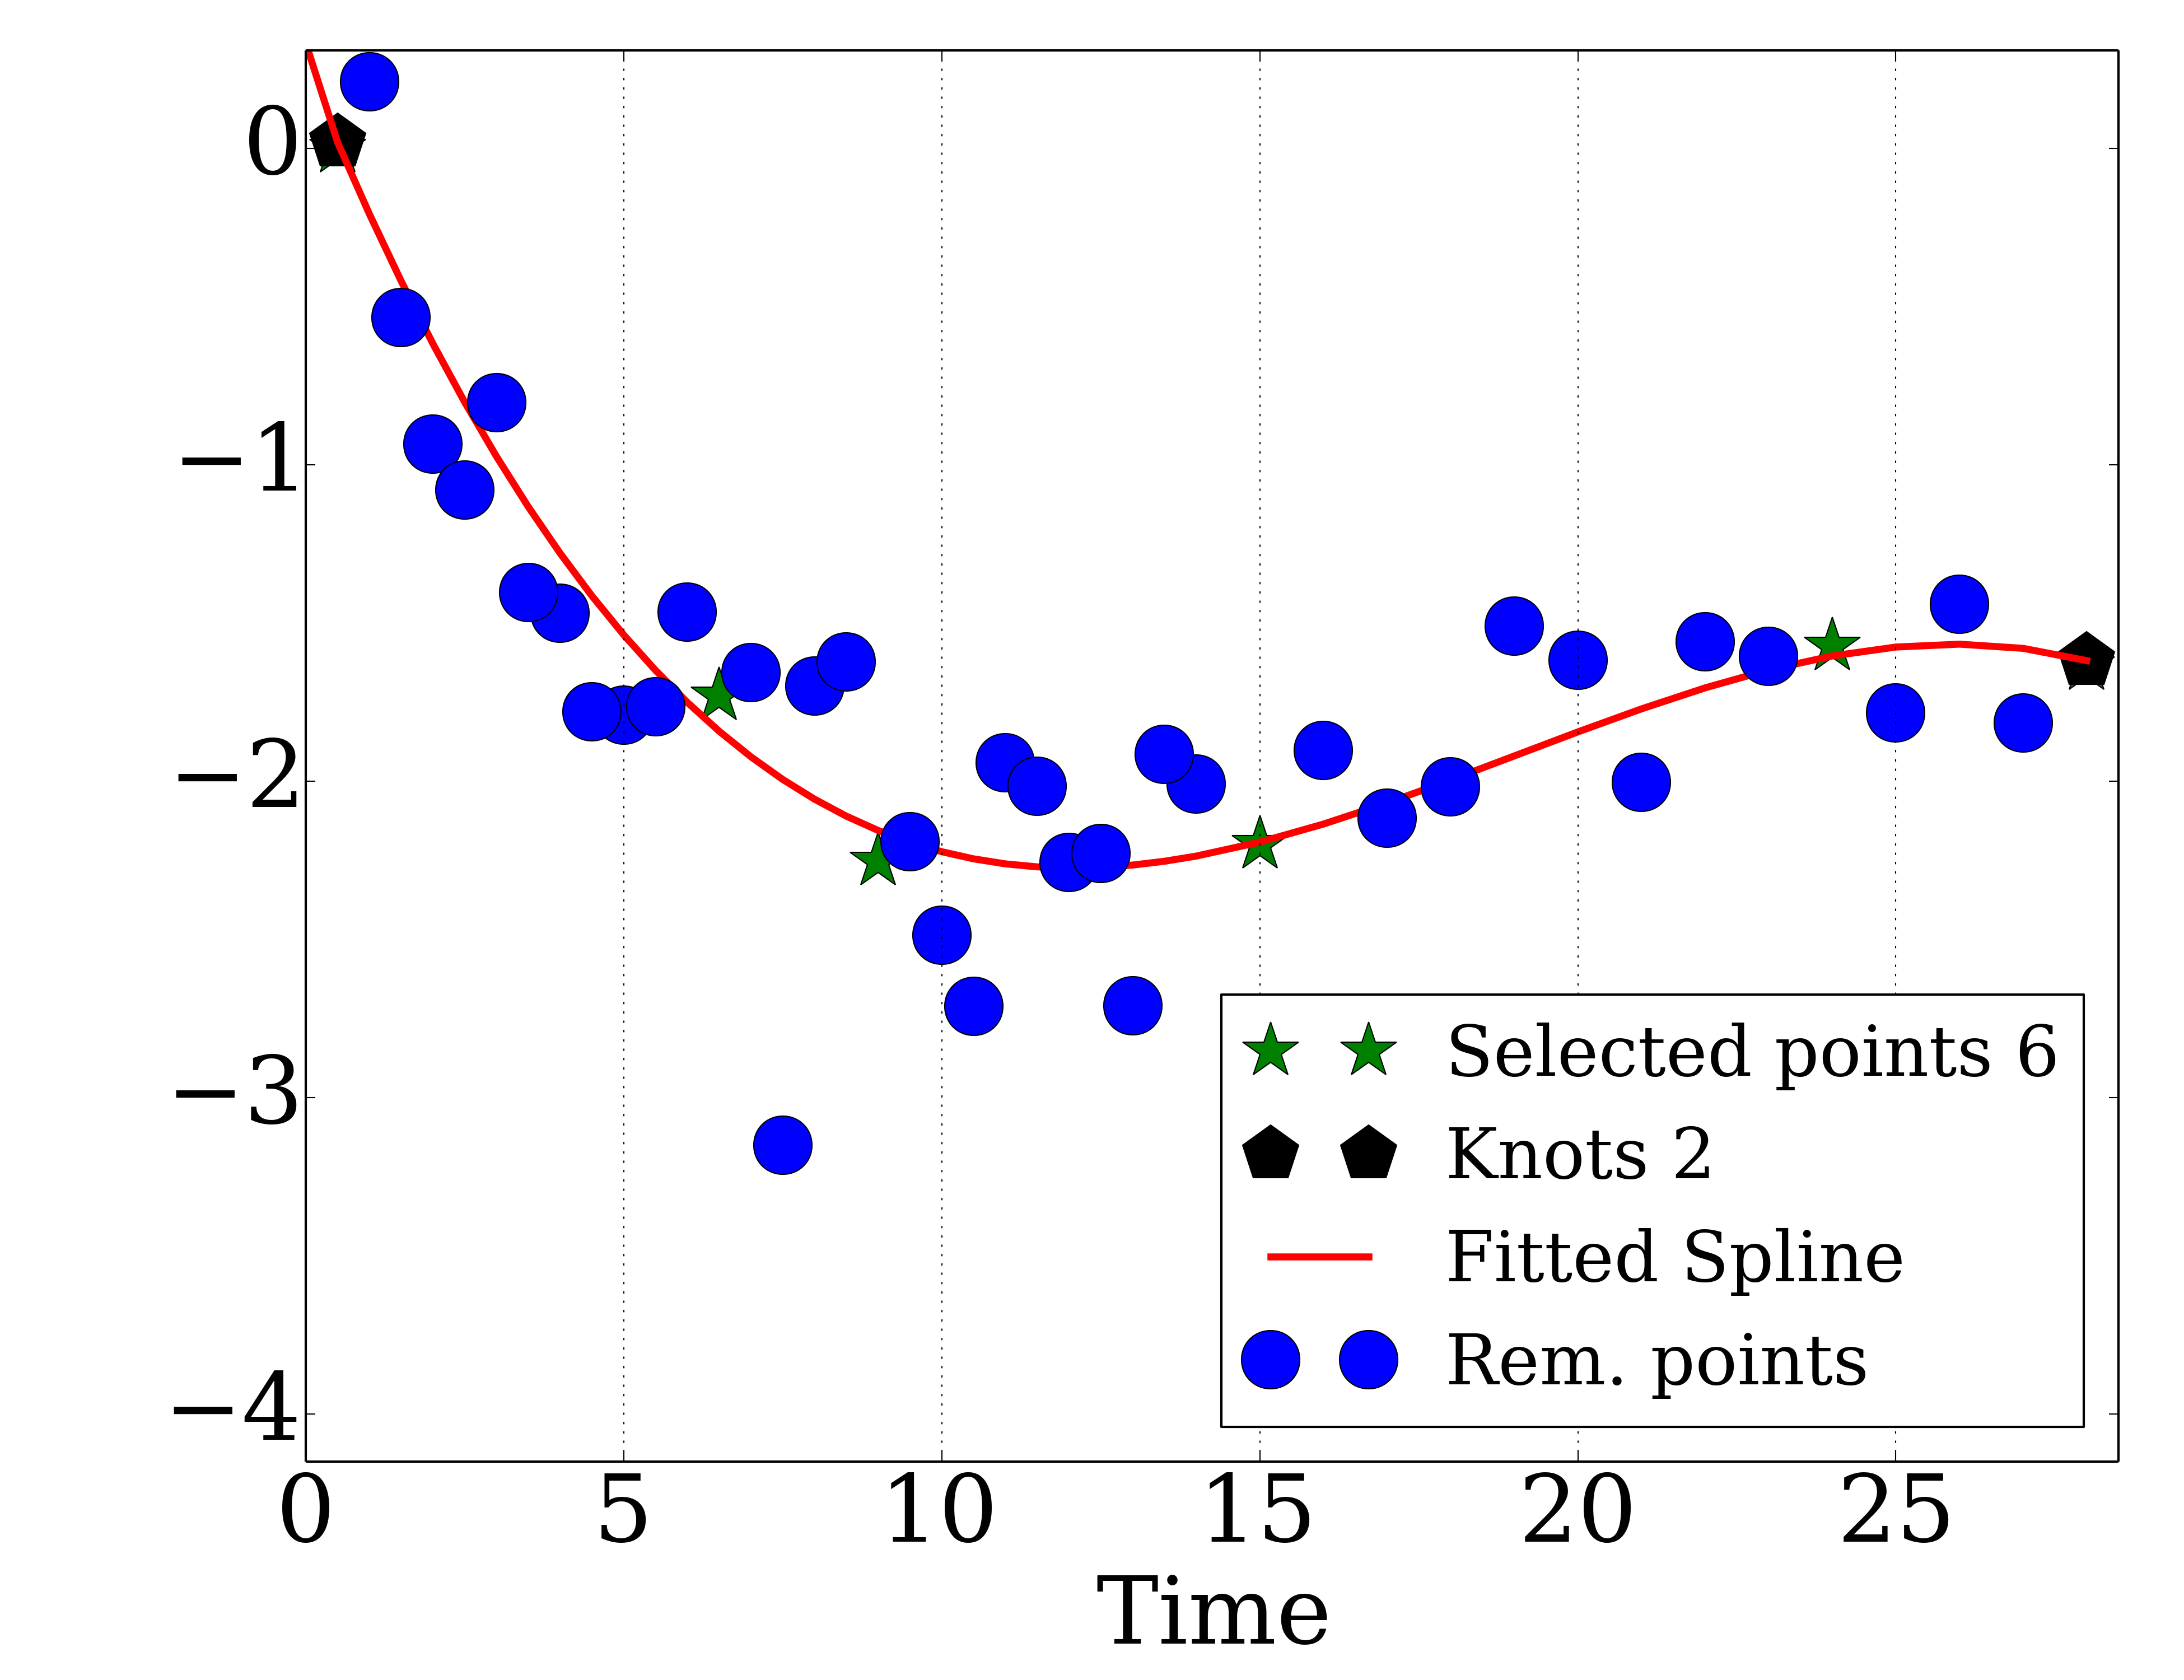 0
−1
−2
−3
−4
0 5 10 15 20 25
Time
Selected points 6
Knots 2
Fitted Spline
Rem. points